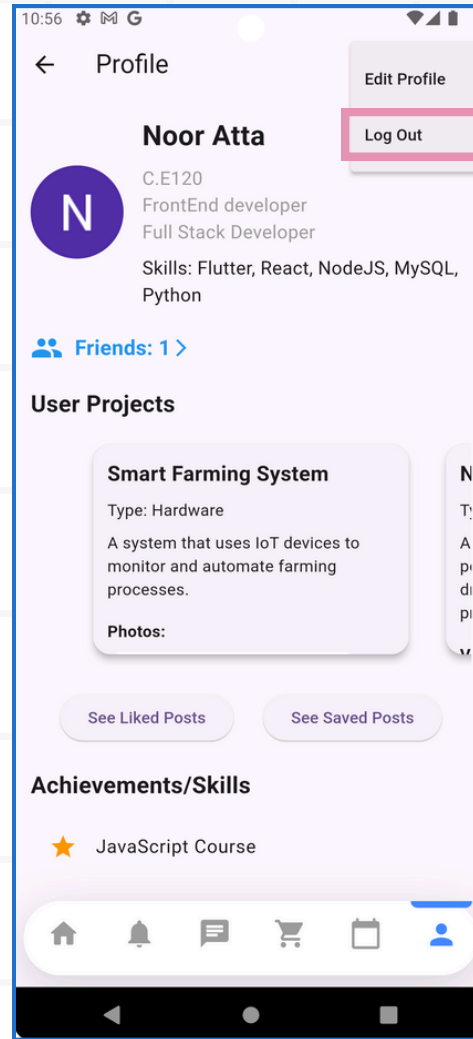 10:56 G
Profile
Edit Profile
Log Out
Noor Atta
N
C.E120
FrontEnd developer
Full Stack Developer
Skills: Flutter, React, NodeJS, MySQL,
Python
Friends: 1 >
User Projects
Smart Farming System
Type: Hardware
A system that uses IoT devices to
monitor and automate farming
processes.
Photos:
See Liked Posts
See Saved Posts
Achievements/Skills
JavaScript Course